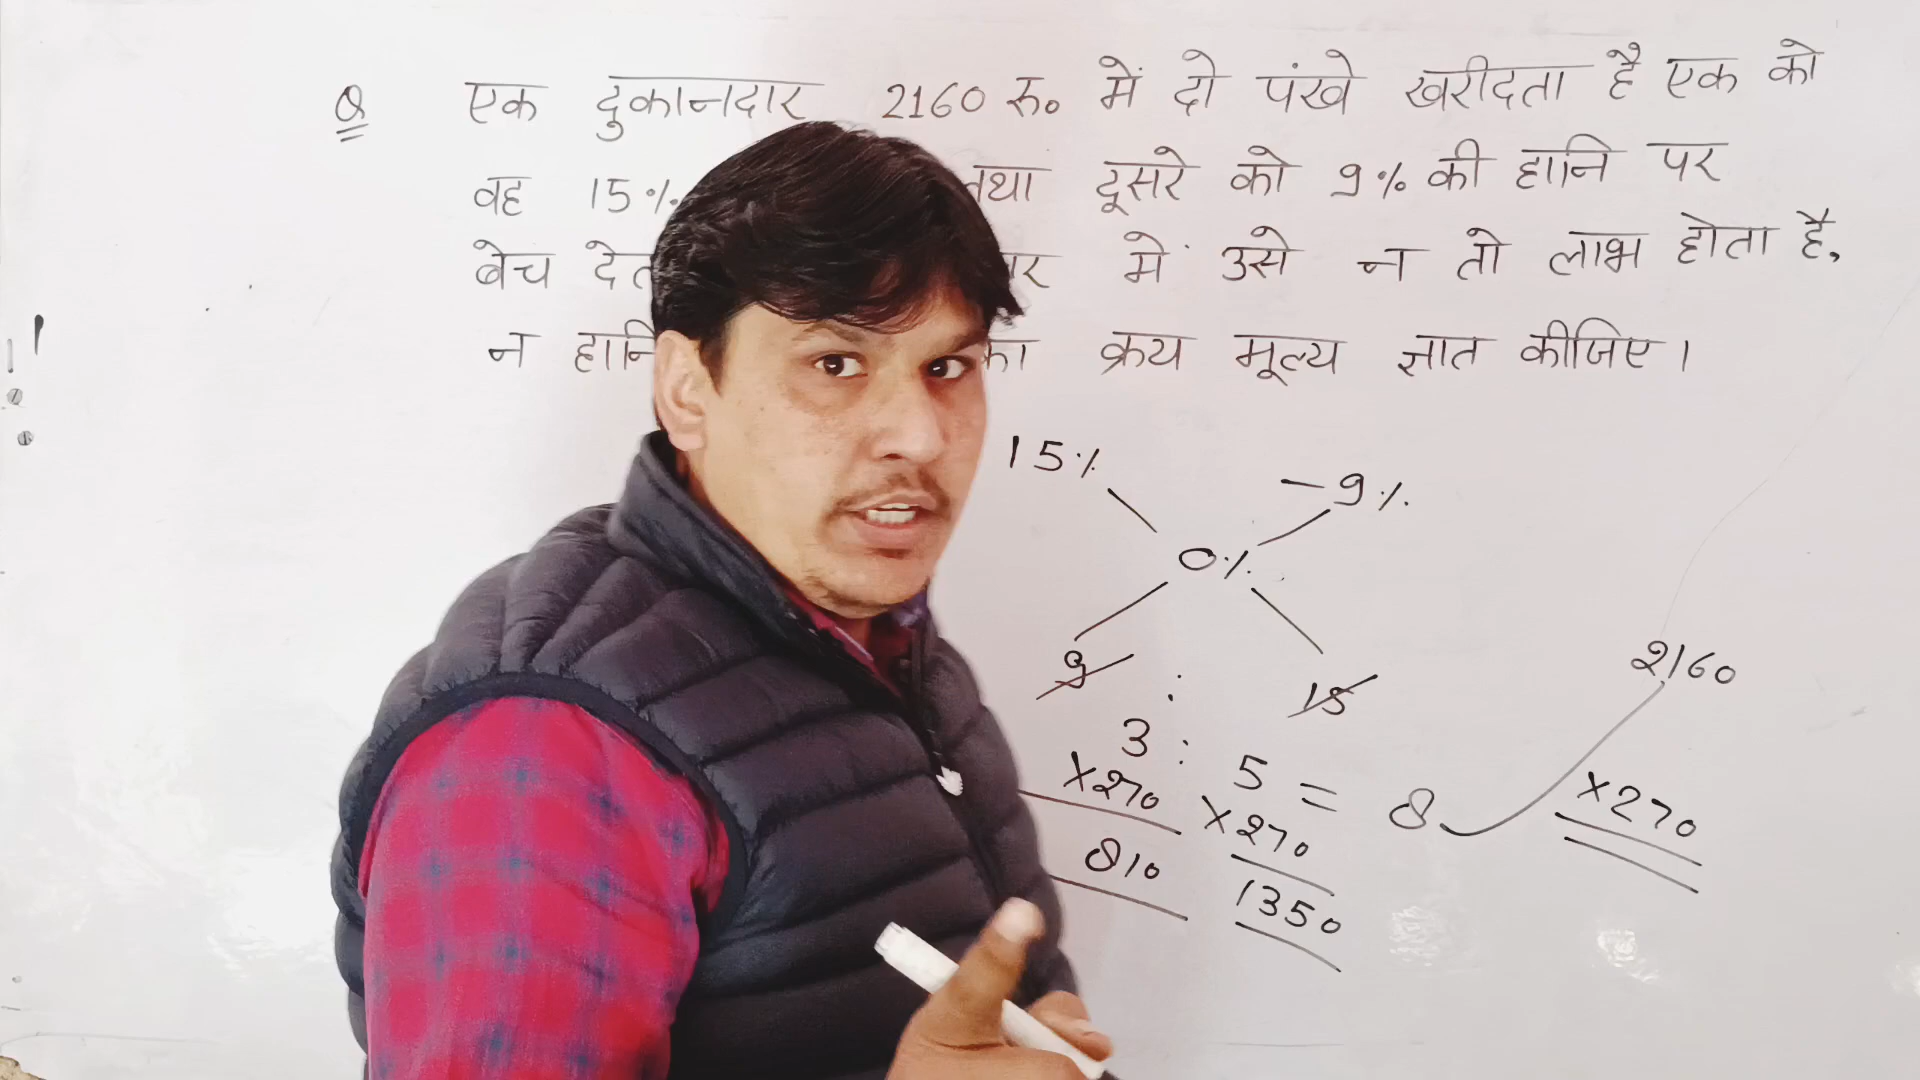 Q एक दुकानदार 2160 रु० में दो पंखे खरीदता है एक को
वह 15% तथा दूसरे को 9% की हानि पर
बेच में उसे न तो लाभ होता है,
न का क्रय मूल्य ज्ञात कीजिए।
15% -9%
0%
9 : 15
3 : 5 = 8 2160
×270 ×270 ×270
810 1350